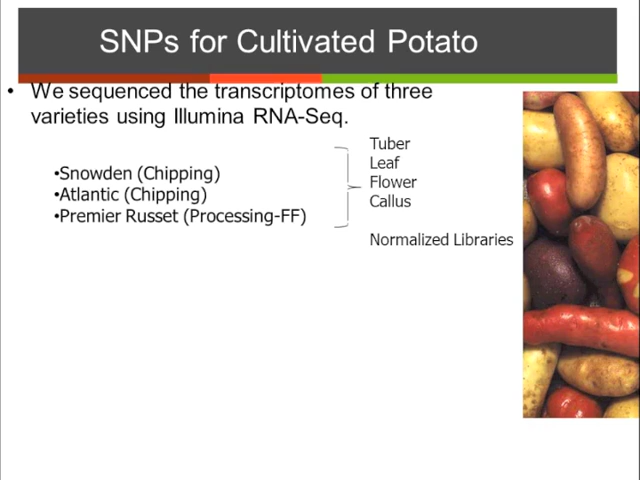 SNPs for Cultivated Potato
• We sequenced the transcriptomes of three
varieties using Illumina RNA-Seq.
•Snowden (Chipping)
•Atlantic (Chipping)
•Premier Russet (Processing-FF)
Tuber
Leaf
Flower
Callus
Normalized Libraries